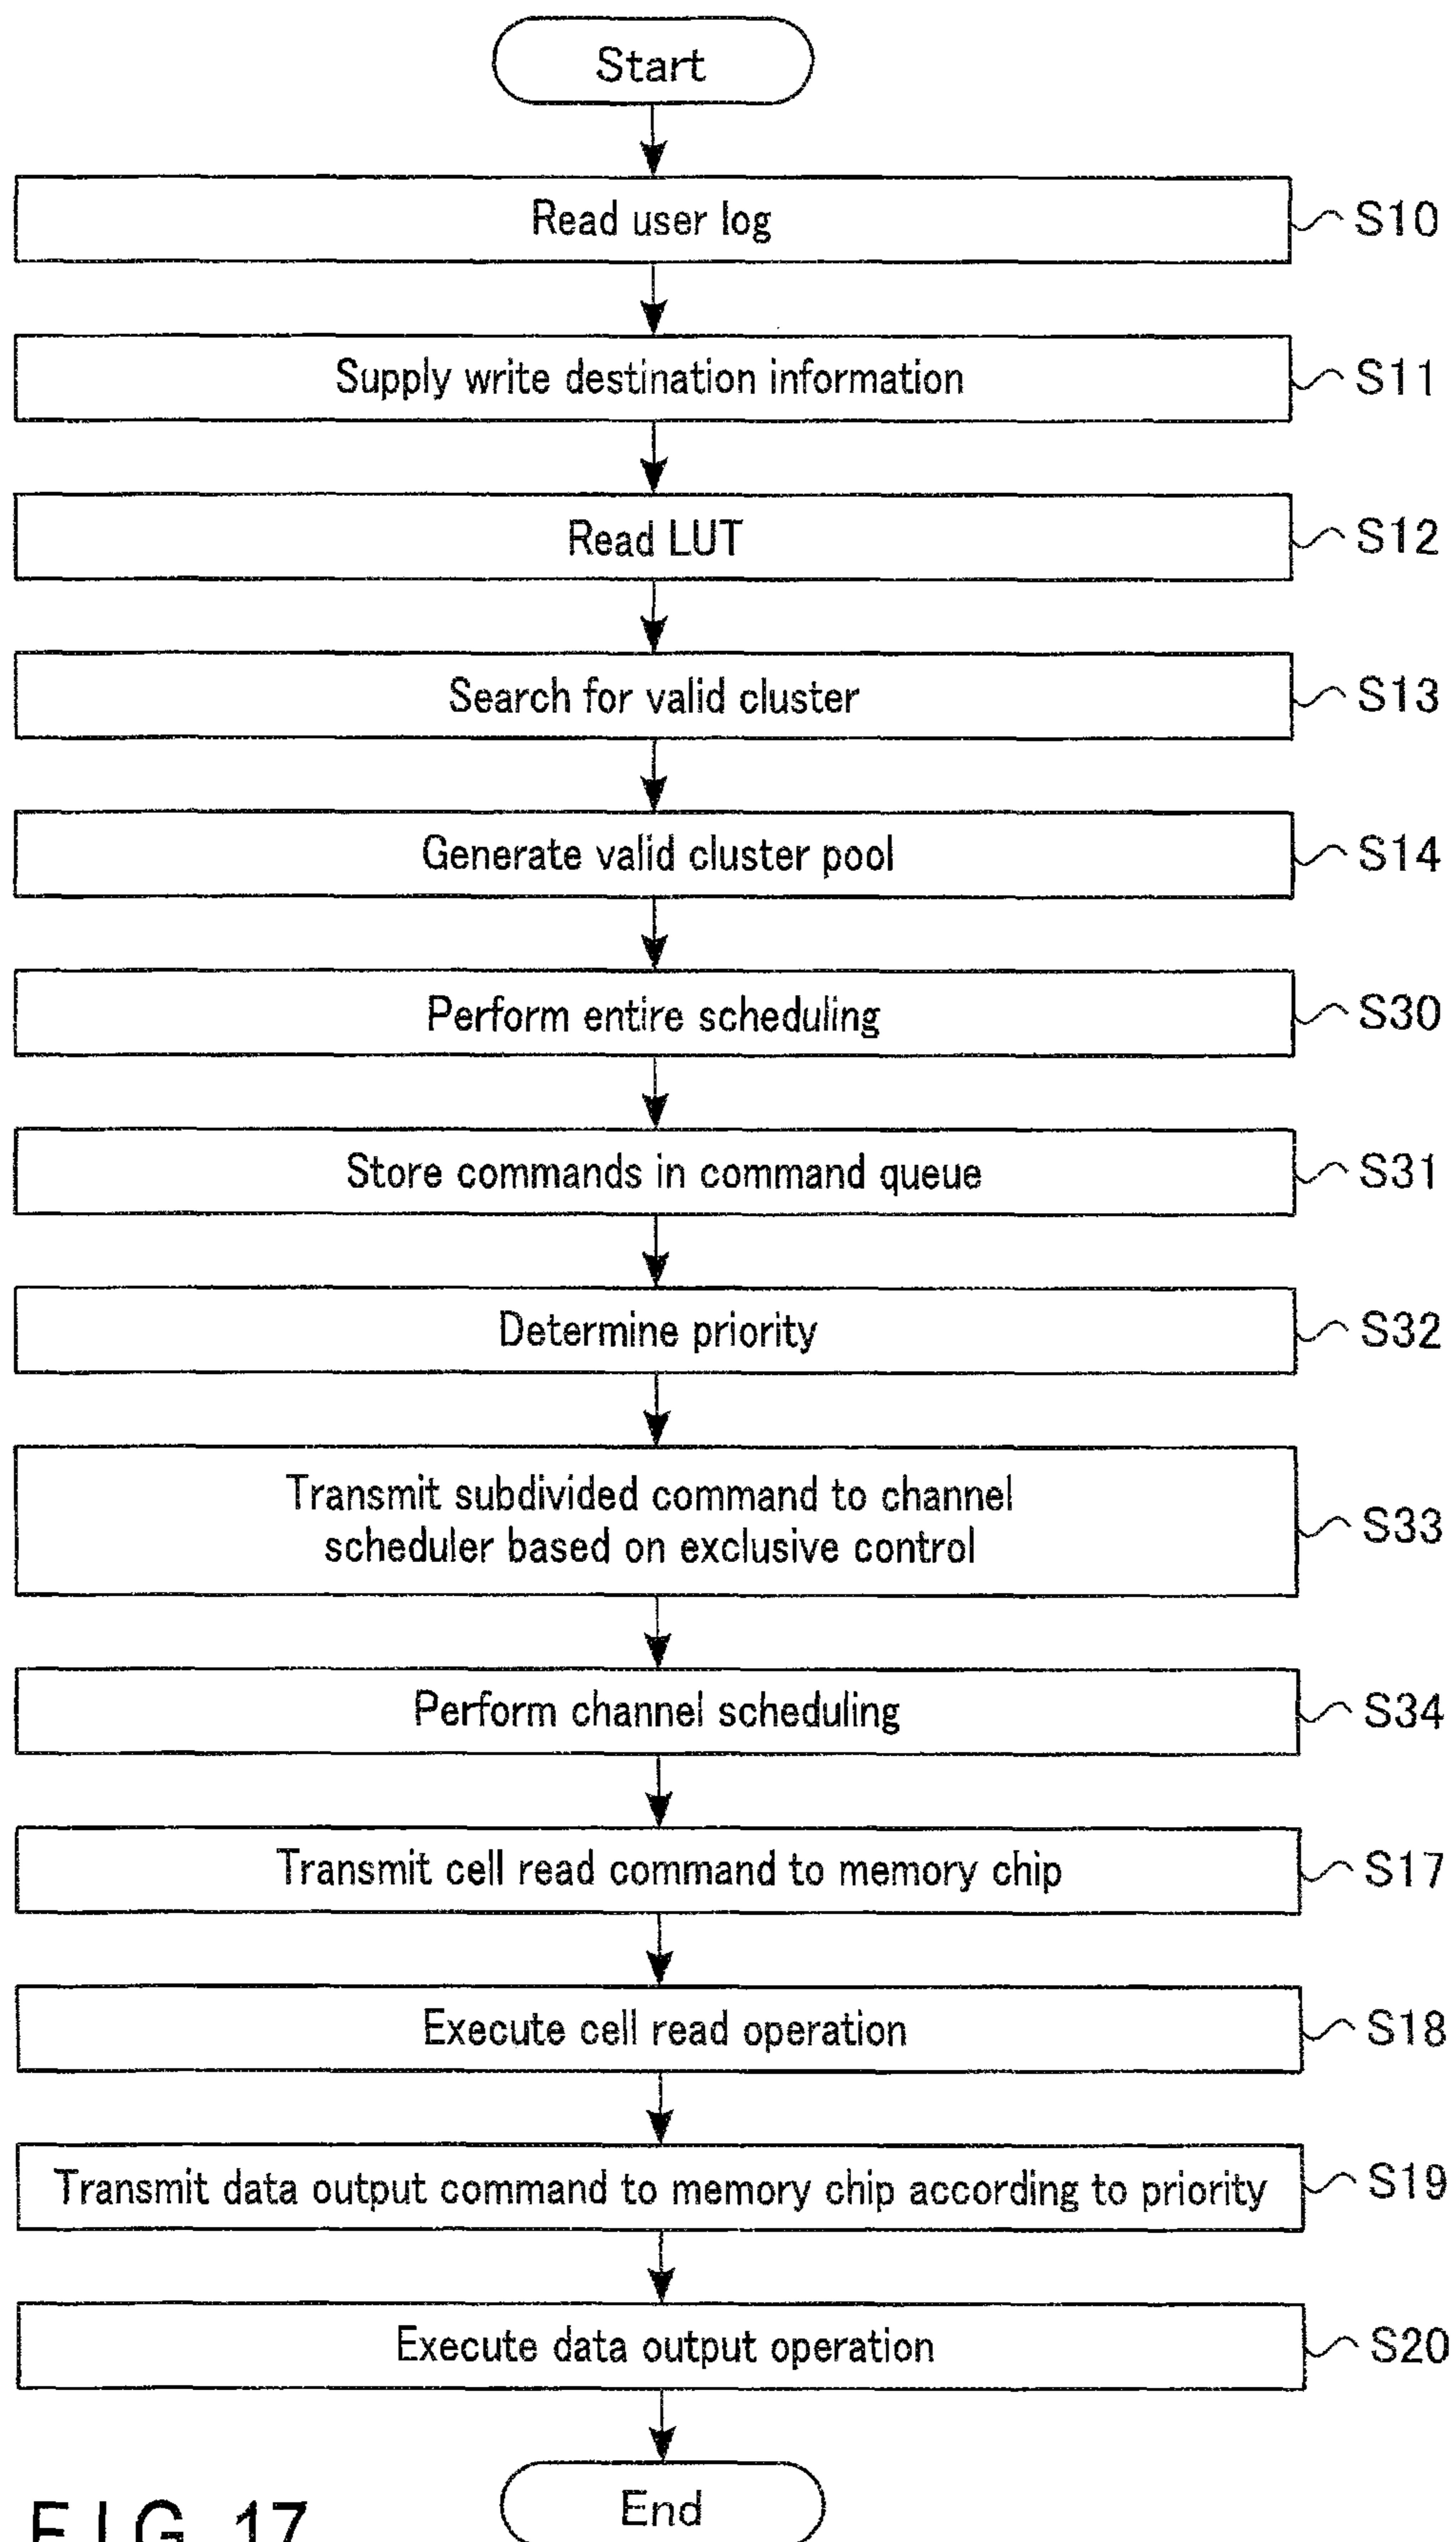 Start
Read user log
S10
Supply write destination information
S11
Read LUT
S12
Search for valid cluster
S13
Generate valid cluster pool
S14
Perform entire scheduling
S30
Store commands in command queue
S31
Determine priority
S32
Transmit subdivided command to channel
scheduler based on exclusive control
S33
Perform channel scheduling
S34
Transmit cell read command to memory chip
S17
Execute cell read operation
S18
Transmit data output command to memory chip according to priority
S19
Execute data output operation
S20
End
FIG. 17